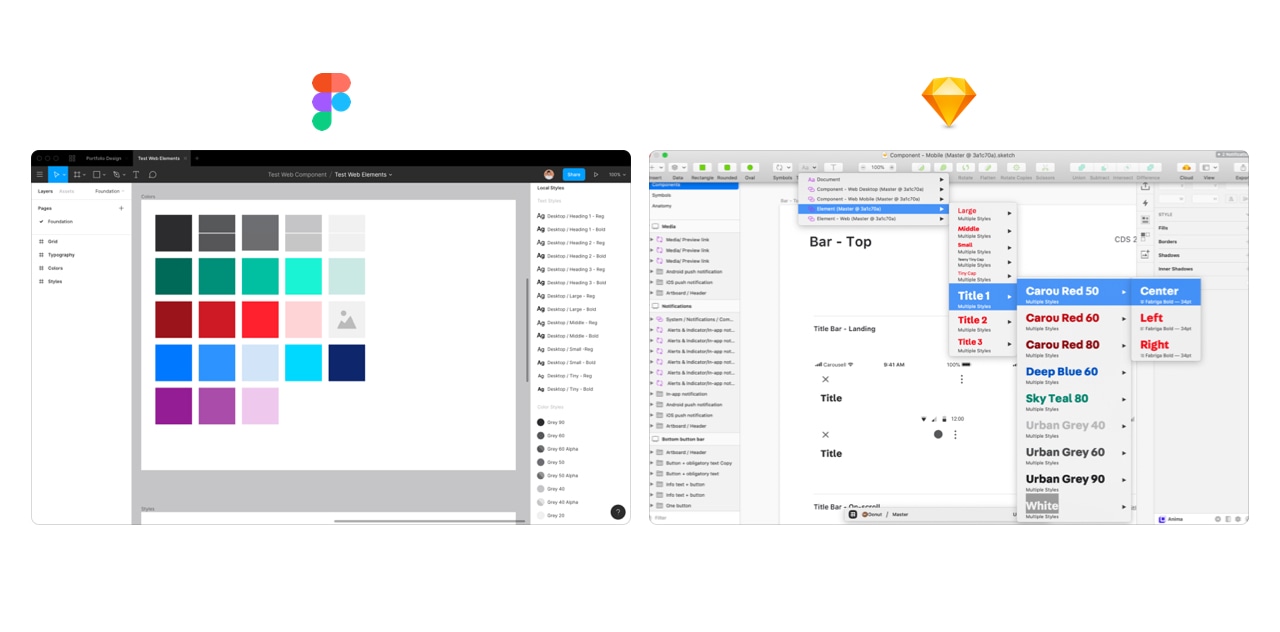 Portfolio Design
Test Web Elements
Test Web Component / Test Web Elements
Share
100%
Layers
Assets
Foundation
Pages
Foundation
Grid
Typography
Colors
Styles
Colors
Styles
Local Styles
Text Styles
Ag Desktop / Heading 1 - Reg
Ag Desktop / Heading 1 - Bold
Ag Desktop / Heading 2 - Reg
Ag Desktop / Heading 2 - Bold
Ag Desktop / Heading 3 - Reg
Ag Desktop / Heading 3 - Bold
Ag Desktop / Large - Reg
Ag Desktop / Large - Bold
Ag Desktop / Middle - Reg
Ag Desktop / Middle - Bold
Ag Desktop / Small -Reg
Ag Desktop / Small - Bold
Ag Desktop / Tiny - Reg
Ag Desktop / Tiny - Bold
Color Styles
Grey 90
Grey 60
Grey 60 Alpha
Grey 50
Grey 50 Alpha
Grey 40
Grey 40 Alpha
Grey 20
?
Component - Mobile (Master @ 3a1c70a).sketch
100%
Insert Data Rectangle Rounded Oval Symbols
Rotate Flatten Rotate Copies Scissors Union Subtract Intersect Difference Cloud View
Components
Symbols
Anatomy
Media
Media/ Preview link
Media/ Preview link
Media/ Preview link
Android push notification
iOS push notification
Artboard / Header
Notifications
System / Notifications / Com...
Alerts & indicator/In-app not...
Alerts & indicator/In-app not...
Alerts & indicator/In-app not...
Alerts & indicator/In-app not...
Alerts & indicator/In-app not...
Alerts & indicator/In-app not...
In-app notification
Android push notification
iOS push notification
Artboard / Header
Bottom button bar
Artboard / Header
Button + obligatory text Copy
Button + obligatory text
Info text + button
Info text + button
One button
Filter
Document
Component - Web Desktop (Master @ 3a1c70a)
Component - Web Mobile (Master @ 3a1c70a)
Element (Master @ 3a1c70a)
Element - Web (Master @ 3a1c70a)
Bar - Top
CDS 2
Title Bar - Landing
Carousell
9:41 AM
100%
Title
12:00
Title
Title Bar - On-scroll
Donut / Master
Large
Multiple Styles
Middle
Multiple Styles
Small
Multiple Styles
Teeny Tiny Cap
Multiple Styles
Tiny Cap
Multiple Styles
Title 1
Multiple Styles
Title 2
Multiple Styles
Title 3
Multiple Styles
Carou Red 50
Multiple Styles
Carou Red 60
Multiple Styles
Carou Red 80
Multiple Styles
Deep Blue 60
Multiple Styles
Sky Teal 80
Multiple Styles
Urban Grey 40
Multiple Styles
Urban Grey 60
Multiple Styles
Urban Grey 90
Multiple Styles
White
Multiple Styles
Center
Fabriga Bold — 24pt
Left
Fabriga Bold — 24pt
Right
Fabriga Bold — 24pt
STYLE
Fills
Borders
Shadows
Inner Shadows
Anima